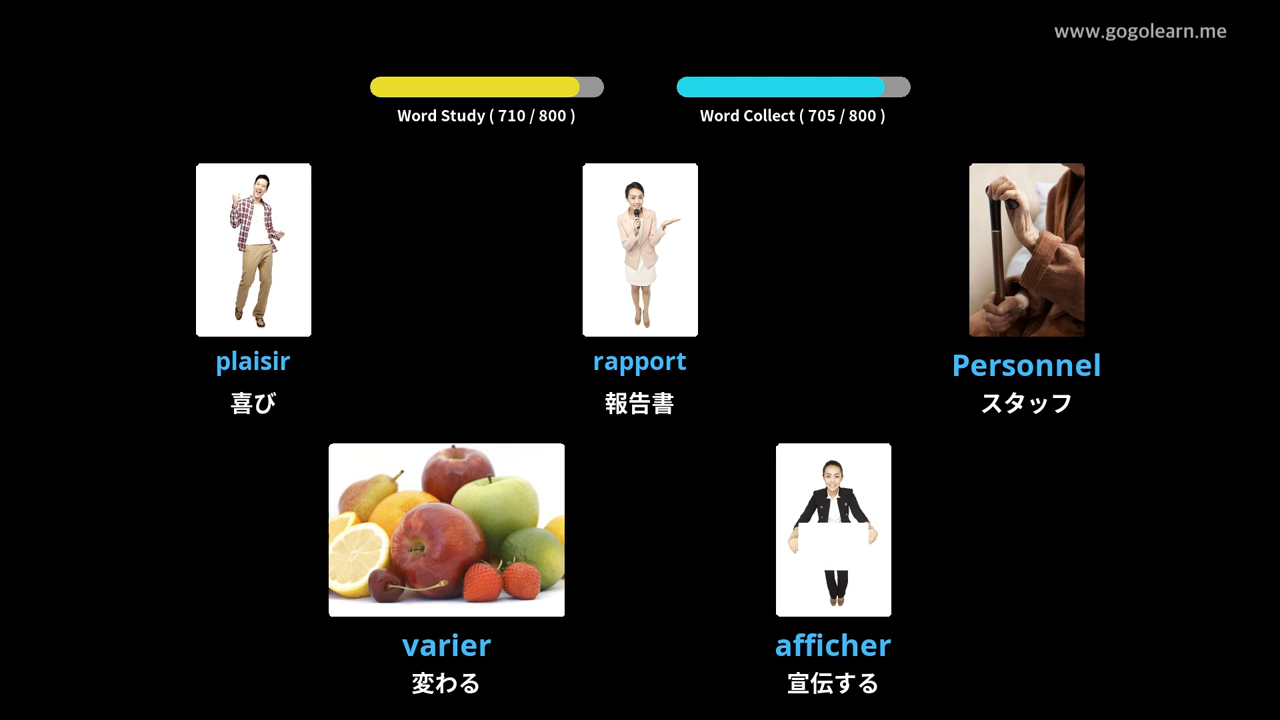 www.gogolearn.me
Word Study ( 710 / 800 )
Word Collect ( 705 / 800 )
plaisir
喜び
rapport
報告書
Personnel
スタッフ
varier
変わる
afficher
宣伝する